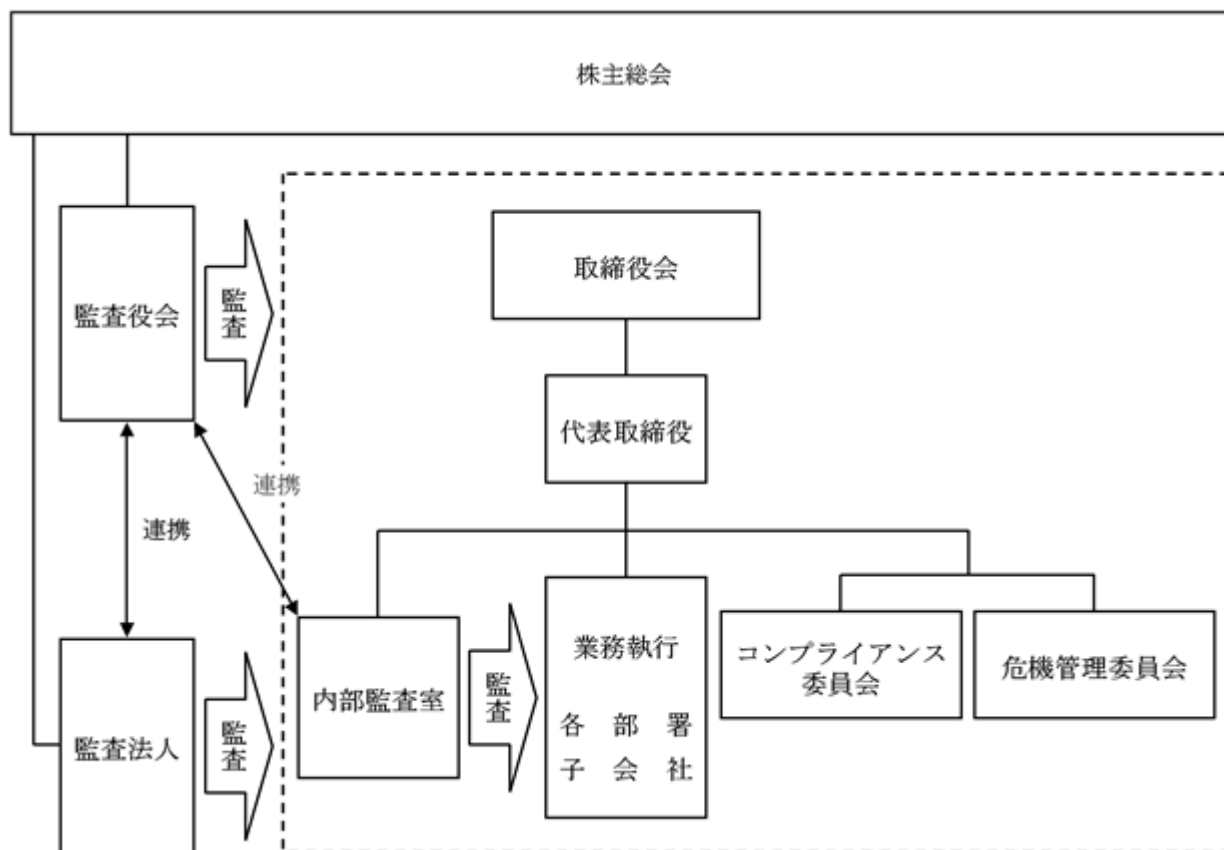 株主総会
監査役会
監査
取締役会
代表取締役
連携
連携
内部監査室
監査
業務執行
各部署
子会社
コンプライアンス
委員会
危機管理委員会
監査法人
監査